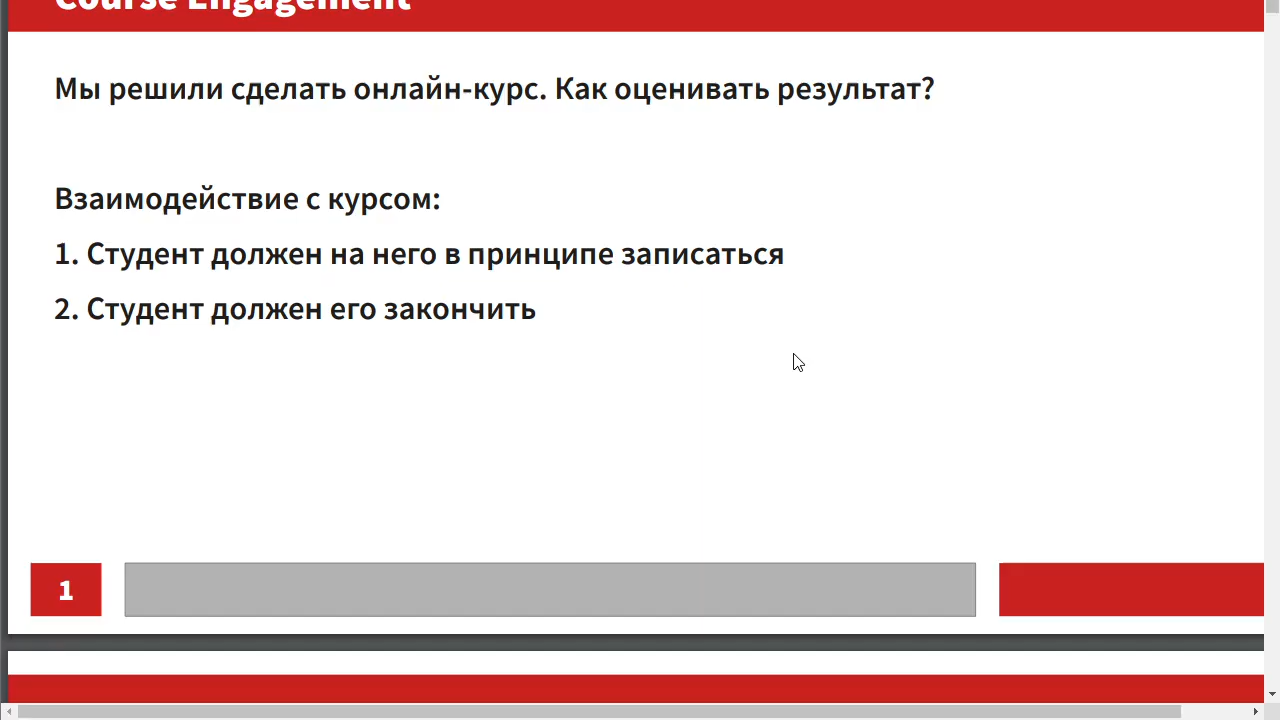 Course Engagement
Мы решили сделать онлайн-курс. Как оценивать результат?
Взаимодействие с курсом:
1. Студент должен на него в принципе записаться
2. Студент должен его закончить
1